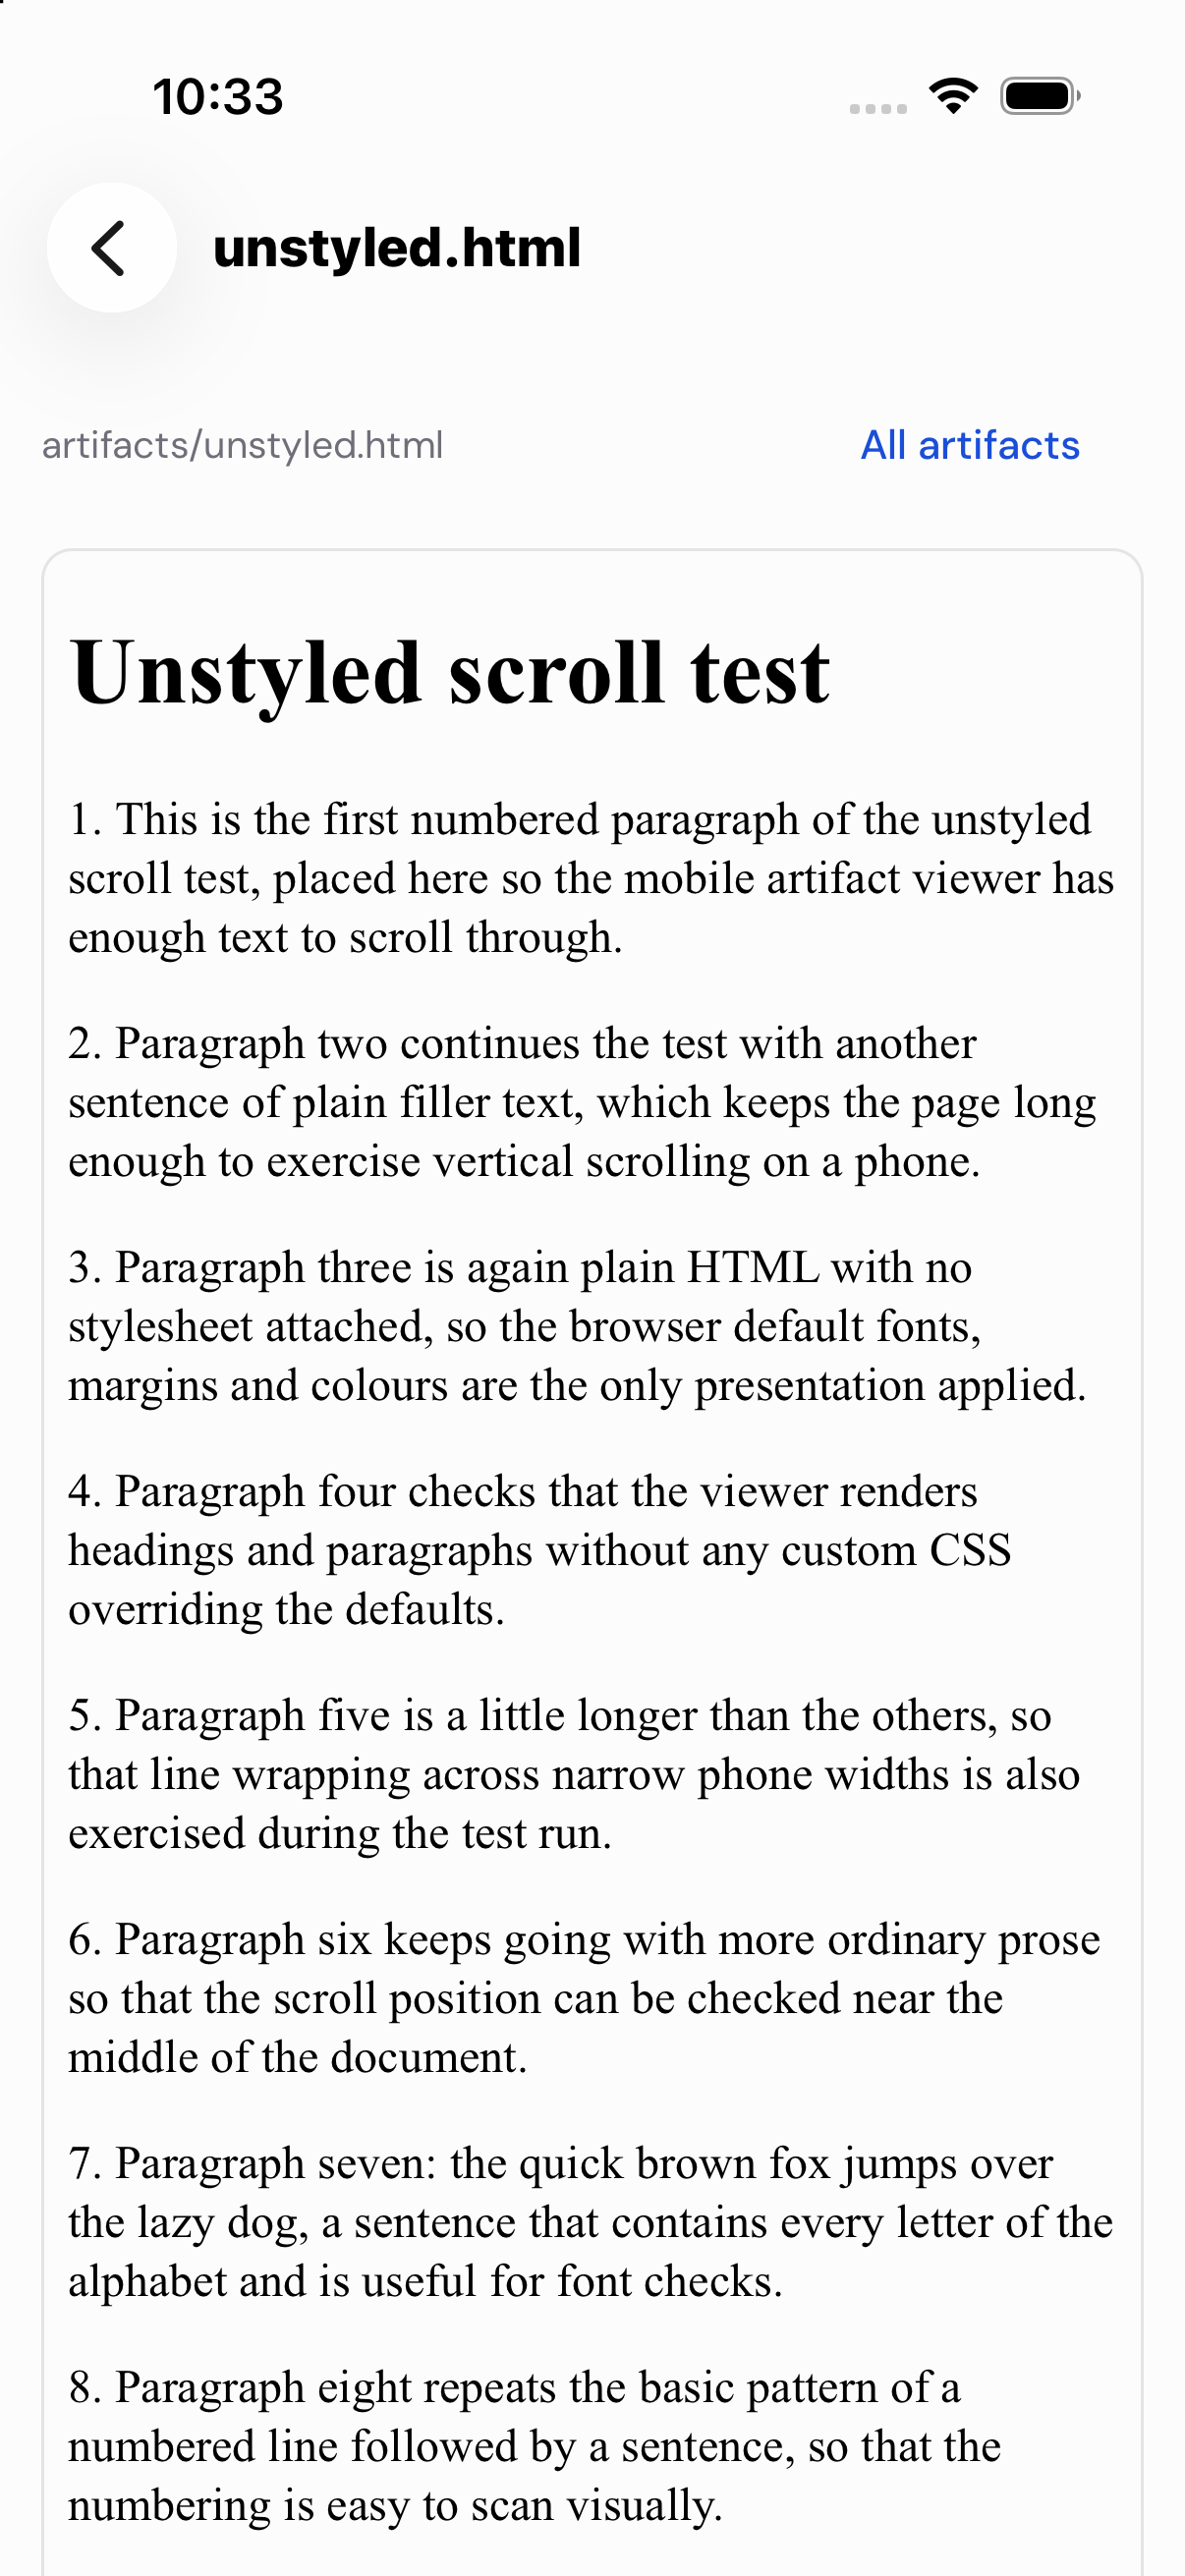 10:33
unstyled.html
artifacts/unstyled.html
All artifacts
Unstyled scroll test
1. This is the first numbered paragraph of the unstyled
scroll test, placed here so the mobile artifact viewer has
enough text to scroll through.
2. Paragraph two continues the test with another
sentence of plain filler text, which keeps the page long
enough to exercise vertical scrolling on a phone.
3. Paragraph three is again plain HTML with no
stylesheet attached, so the browser default fonts,
margins and colours are the only presentation applied.
4. Paragraph four checks that the viewer renders
headings and paragraphs without any custom CSS
overriding the defaults.
5. Paragraph five is a little longer than the others, so
that line wrapping across narrow phone widths is also
exercised during the test run.
6. Paragraph six keeps going with more ordinary prose
so that the scroll position can be checked near the
middle of the document.
7. Paragraph seven: the quick brown fox jumps over
the lazy dog, a sentence that contains every letter of the
alphabet and is useful for font checks.
8. Paragraph eight repeats the basic pattern of a
numbered line followed by a sentence, so that the
numbering is easy to scan visually.